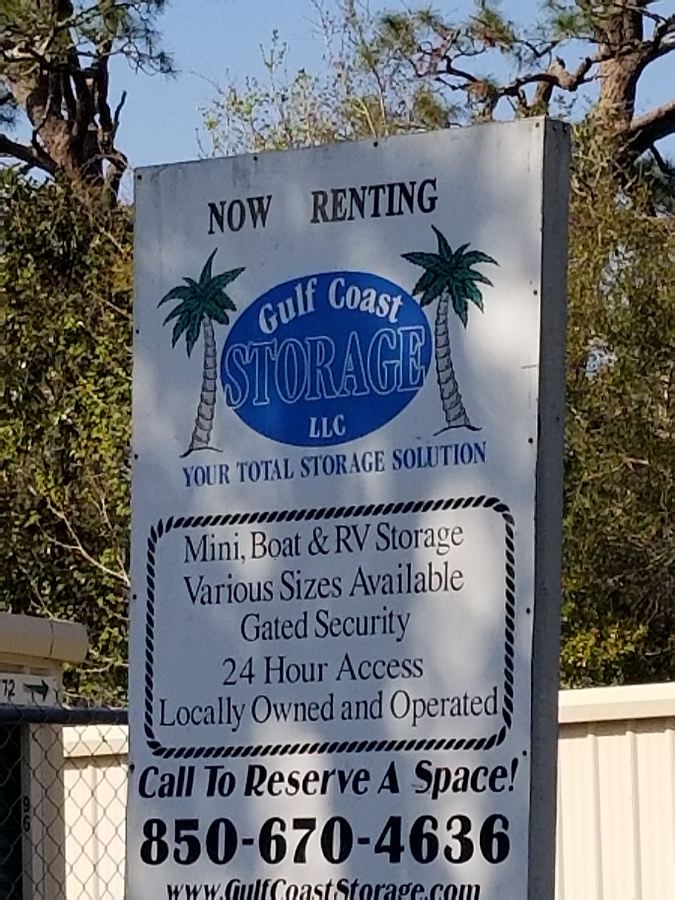 NOW RENTING
Gulf Coast
STORAGE
LLC
YOUR TOTAL STORAGE SOLUTION
Mini, Boat & RV Storage
Various Sizes Available
Gated Security
24 Hour Access
Locally Owned and Operated
Call To Reserve A Space!
850-670-4636
www.GulfCoastStorage.com
72